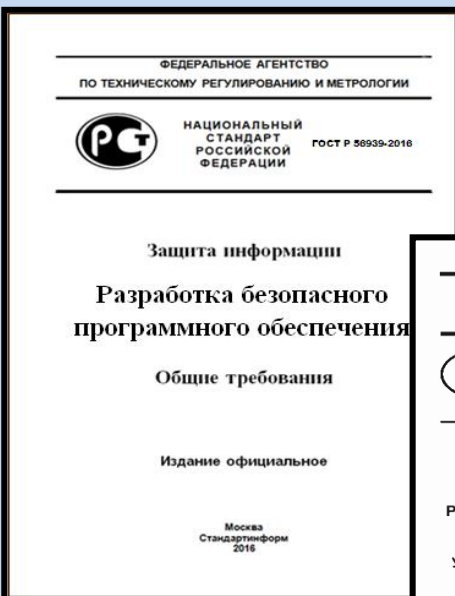 ФЕДЕРАЛЬНОЕ АГЕНТСТВО
ПО ТЕХНИЧЕСКОМУ РЕГУЛИРОВАНИЮ И МЕТРОЛОГИИ
НАЦИОНАЛЬНЫЙ
СТАНДАРТ
РОССИЙСКОЙ
ФЕДЕРАЦИИ
ГОСТ Р 56939-2016
Защита информации
Разработка безопасного
программного обеспечения
Общие требования
Издание официальное
Москва
Стандартинформ
2016